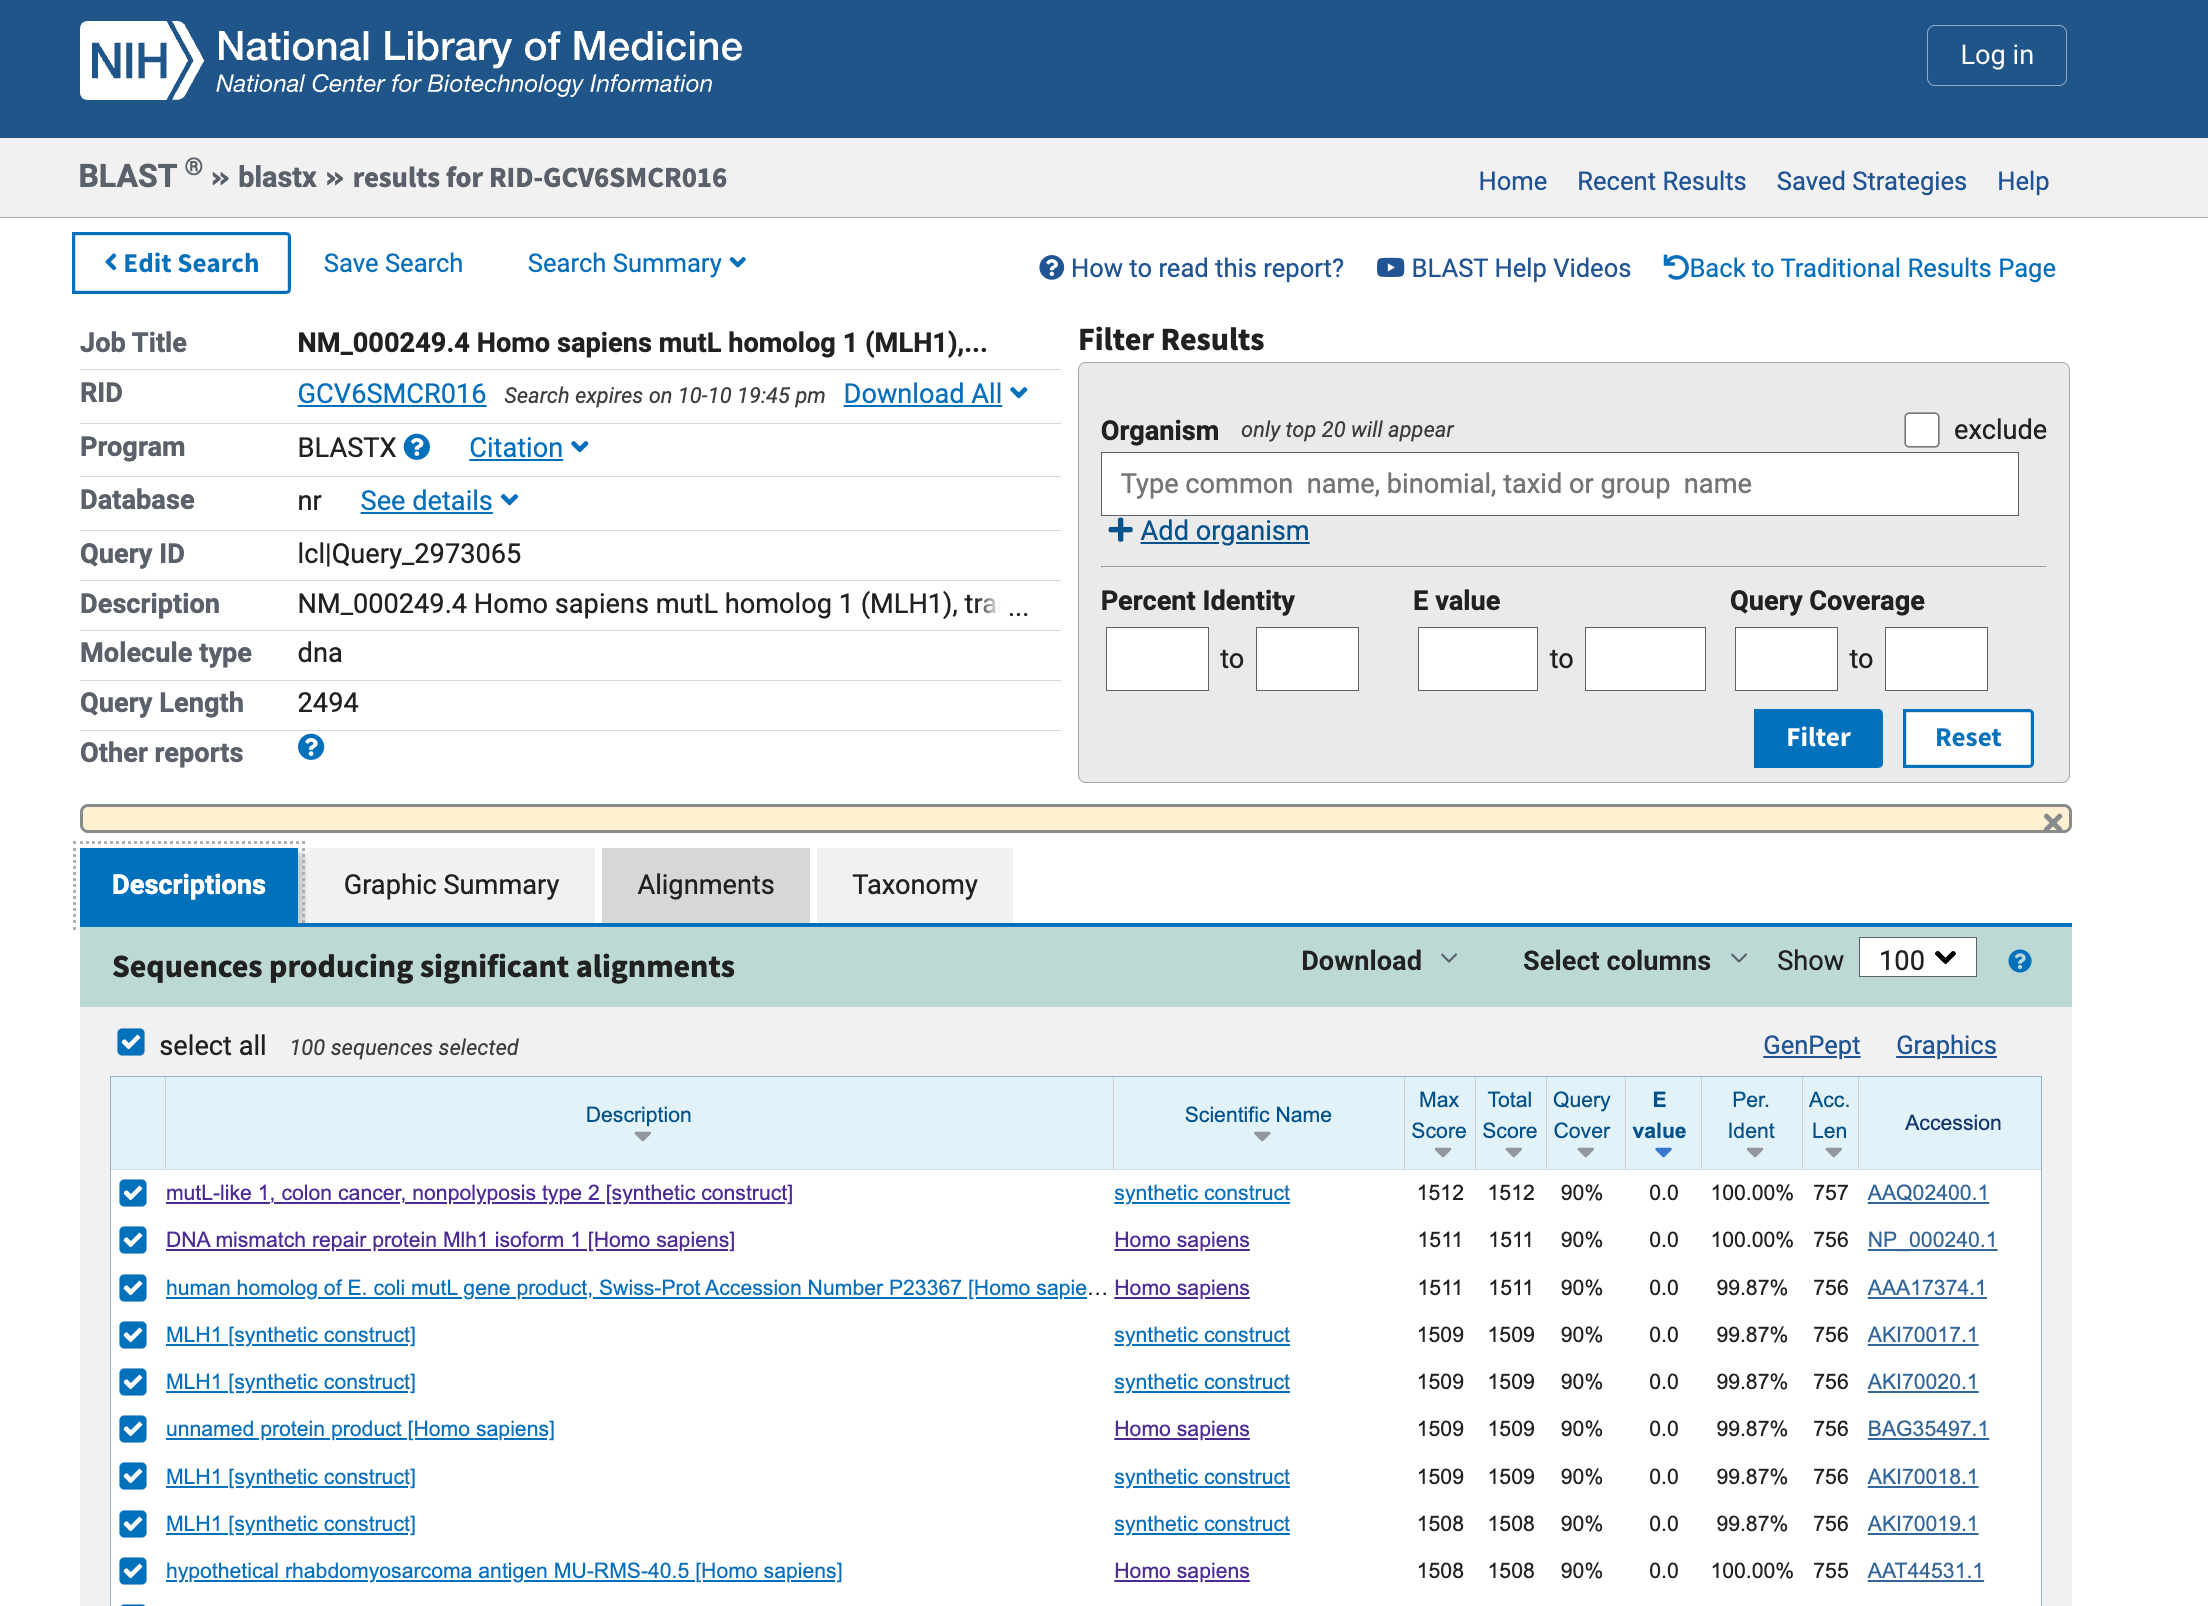 NIH National Library of Medicine
National Center for Biotechnology Information
Log in
BLAST ® » blastx » results for RID-GCV6SMCR016
Home Recent Results Saved Strategies Help
Edit Search Save Search Search Summary
How to read this report? BLAST Help Videos Back to Traditional Results Page
Job Title NM_000249.4 Homo sapiens mutL homolog 1 (MLH1),...
RID GCV6SMCR016 Search expires on 10-10 19:45 pm Download All
Program BLASTX Citation
Database nr See details
Query ID lcl|Query_2973065
Description NM_000249.4 Homo sapiens mutL homolog 1 (MLH1), tra ...
Molecule type dna
Query Length 2494
Other reports
Filter Results
Organism only top 20 will appear exclude
Type common name, binomial, taxid or group name
Add organism
Percent Identity E value Query Coverage
to to to
Filter Reset
Descriptions Graphic Summary Alignments Taxonomy
Sequences producing significant alignments Download Select columns Show 100
select all 100 sequences selected GenPept Graphics
Description Scientific Name Max Score Total Score Query Cover E value Per. Ident Acc. Len Accession
mutL-like 1, colon cancer, nonpolyposis type 2 [synthetic construct] synthetic construct 1512 1512 90% 0.0 100.00% 757 AAQ02400.1
DNA mismatch repair protein Mlh1 isoform 1 [Homo sapiens] Homo sapiens 1511 1511 90% 0.0 100.00% 756 NP_000240.1
human homolog of E. coli mutL gene product, Swiss-Prot Accession Number P23367 [Homo sapie... Homo sapiens 1511 1511 90% 0.0 99.87% 756 AAA17374.1
MLH1 [synthetic construct] synthetic construct 1509 1509 90% 0.0 99.87% 756 AKI70017.1
MLH1 [synthetic construct] synthetic construct 1509 1509 90% 0.0 99.87% 756 AKI70020.1
unnamed protein product [Homo sapiens] Homo sapiens 1509 1509 90% 0.0 99.87% 756 BAG35497.1
MLH1 [synthetic construct] synthetic construct 1509 1509 90% 0.0 99.87% 756 AKI70018.1
MLH1 [synthetic construct] synthetic construct 1508 1508 90% 0.0 99.87% 756 AKI70019.1
hypothetical rhabdomyosarcoma antigen MU-RMS-40.5 [Homo sapiens] Homo sapiens 1508 1508 90% 0.0 100.00% 755 AAT44531.1